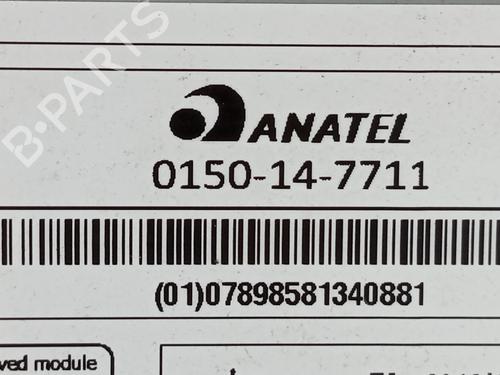 B-PARTS
ANATEL
0150-14-7711
(01)07898581340881
ved module